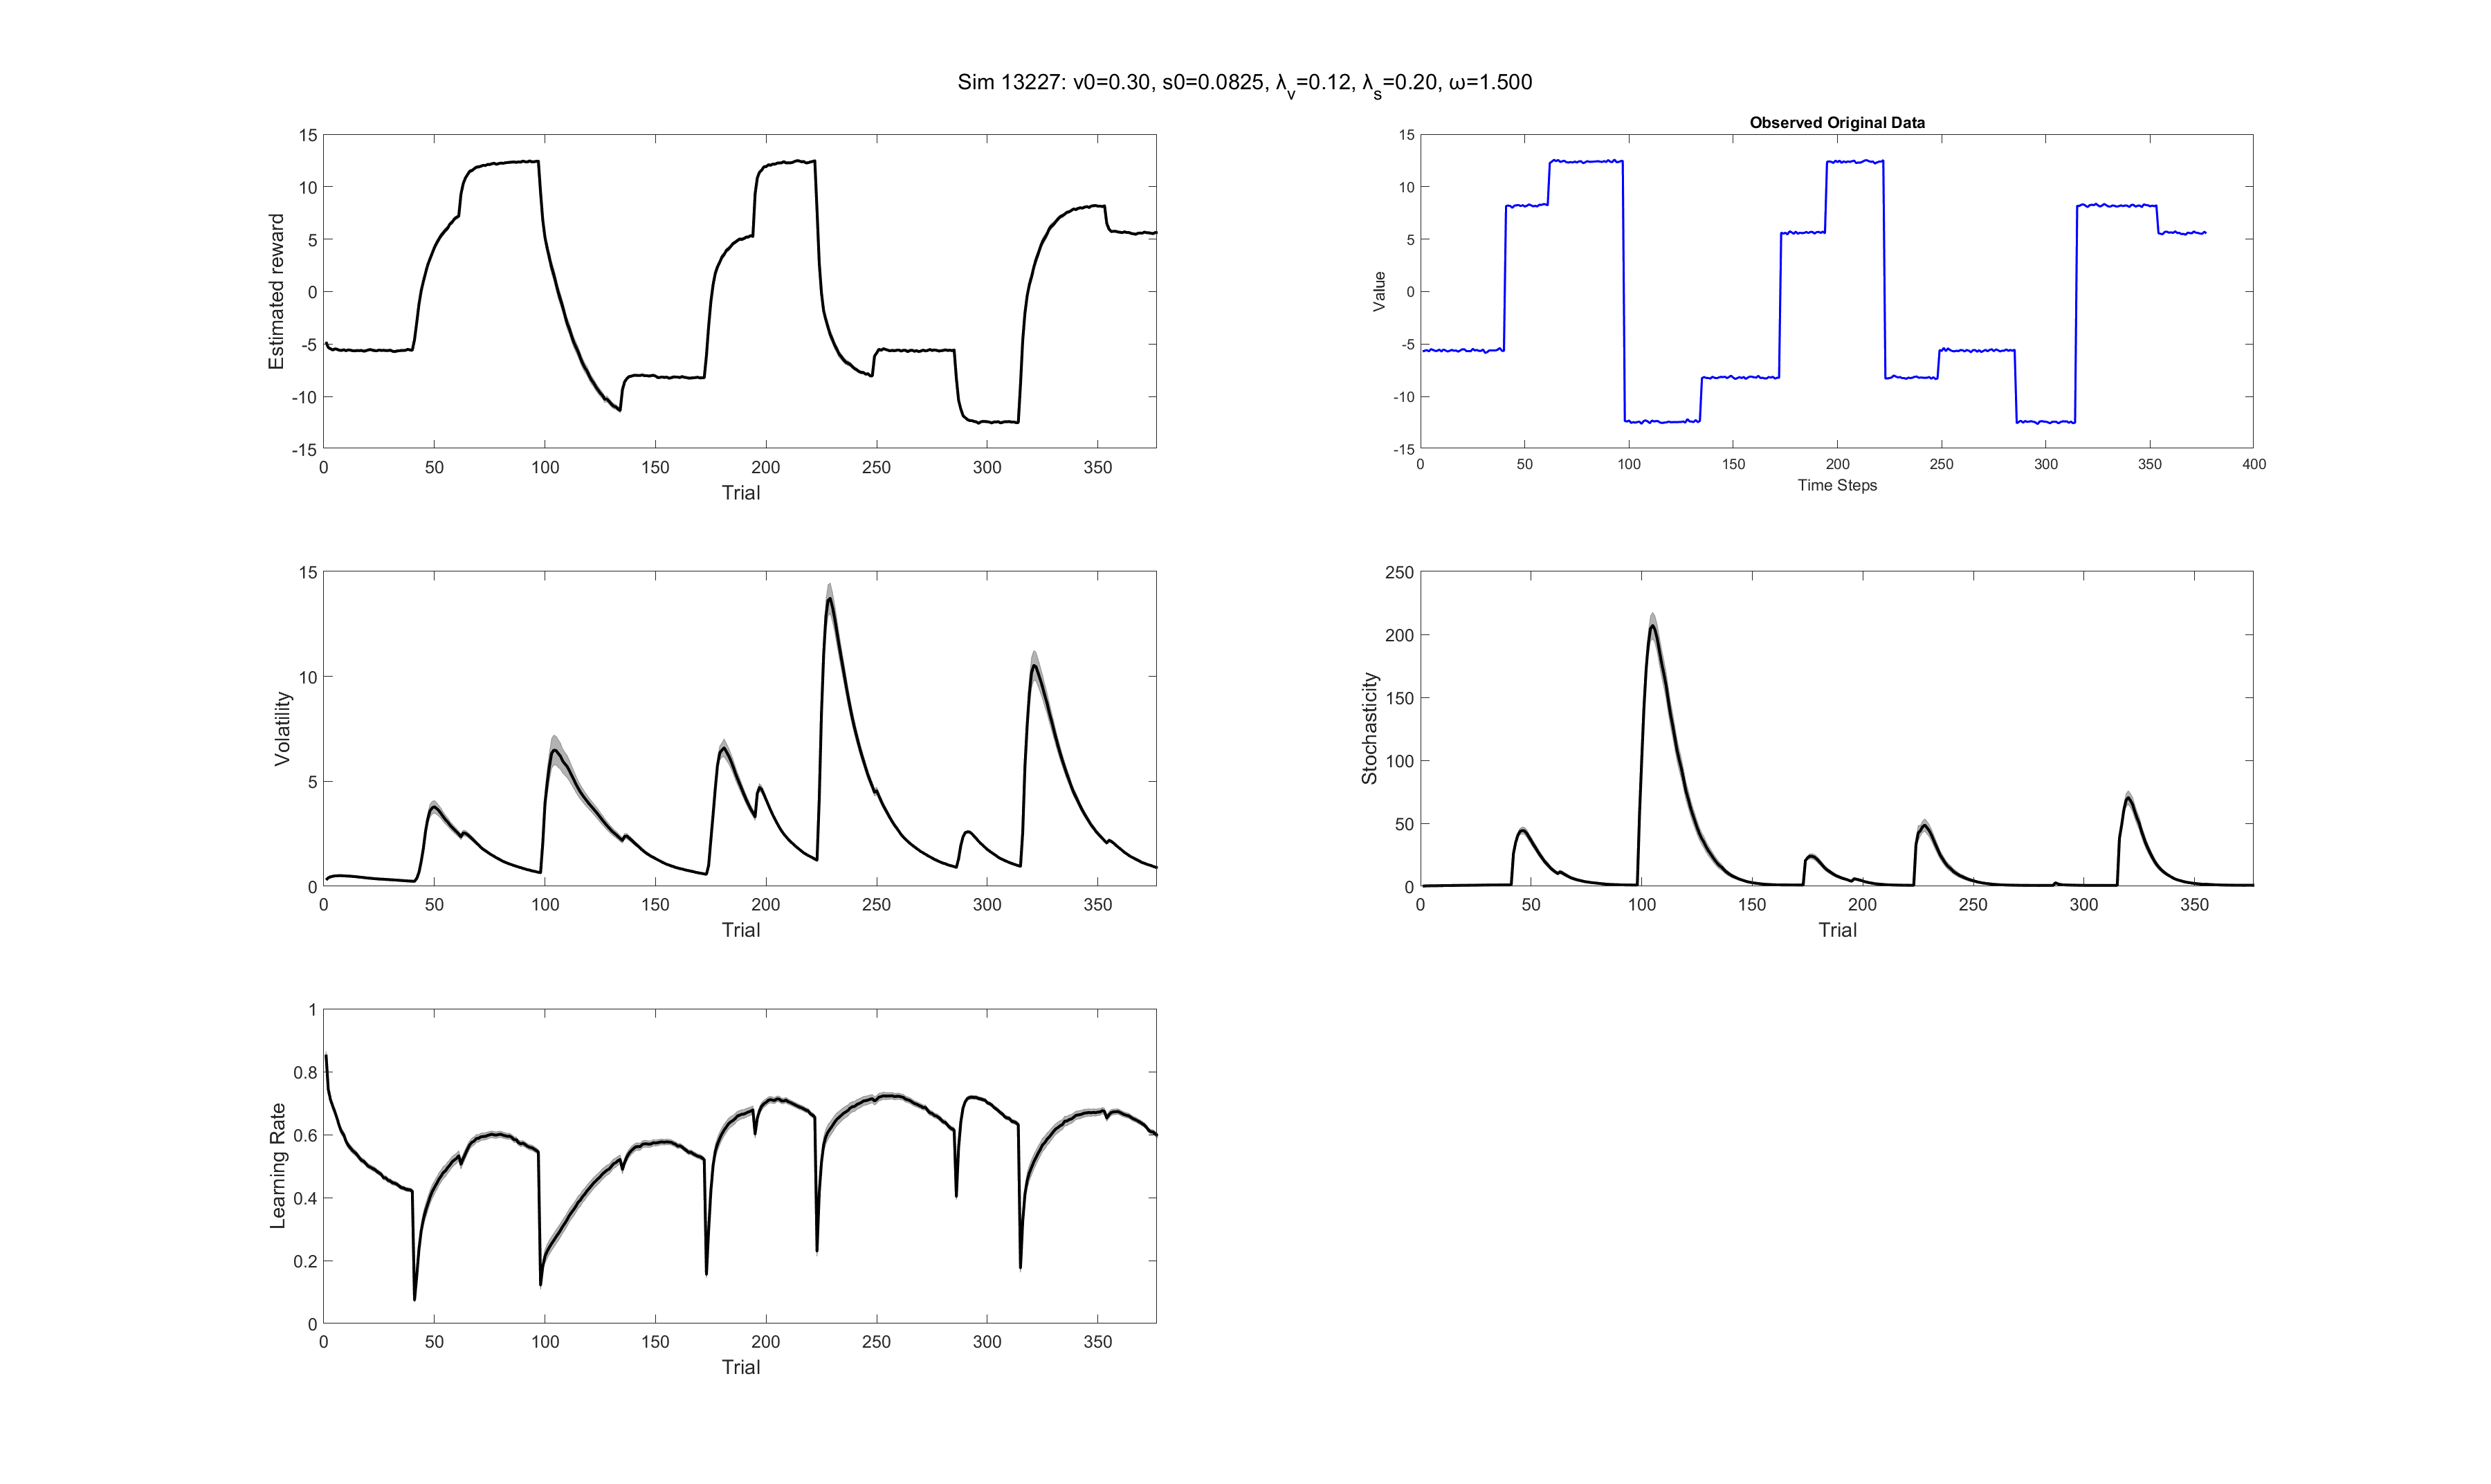 Sim 13227: v0=0.30, s0=0.0825, λv=0.12, λs=0.20, ω=1.500
15
10
5
0
-5
-10
-15
Estimated reward
0 50 100 150 200 250 300 350
Trial
Observed Original Data
15
10
5
0
-5
-10
-15
Value
0 50 100 150 200 250 300 350 400
Time Steps
15
10
5
0
Volatility
0 50 100 150 200 250 300 350
Trial
250
200
150
100
50
0
Stochasticity
0 50 100 150 200 250 300 350
Trial
1
0.8
0.6
0.4
0.2
0
Learning Rate
0 50 100 150 200 250 300 350
Trial